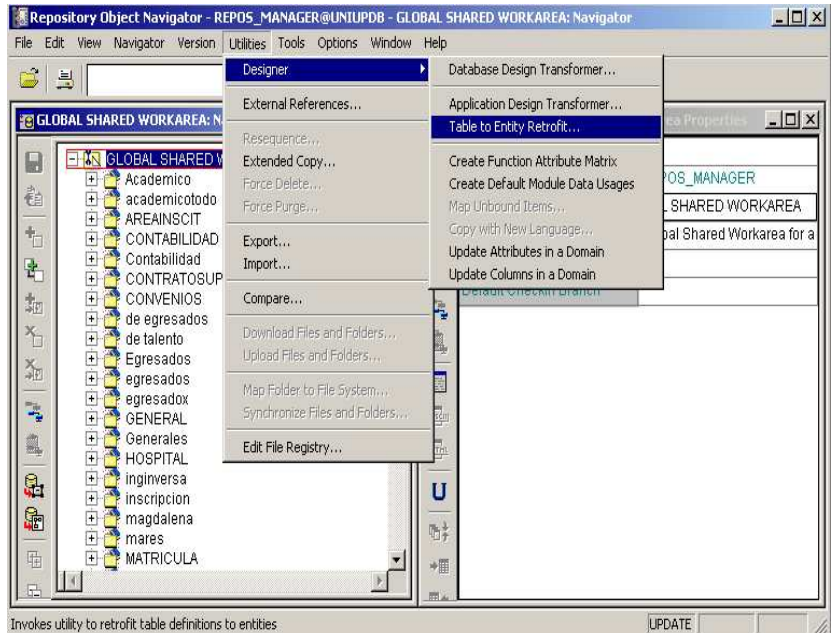 Repository Object Navigator - REPOS_MANAGER@UNIUPDB - GLOBAL SHARED WORKAREA: Navigator
File Edit View Navigator Version Utilities Tools Options Window Help
Designer
External References...
Resequence...
Extended Copy...
Force Delete...
Force Purge...
Export...
Import...
Compare...
Download Files and Folders...
Upload Files and Folders...
Map Folder to File System...
Synchronize Files and Folders...
Edit File Registry...
Database Design Transformer...
Application Design Transformer...
Table to Entity Retrofit...
Create Function Attribute Matrix
Create Default Module Data Usages
Map Unbound Items...
Copy with New Language...
Update Attributes in a Domain
Update Columns in a Domain
GLOBAL SHARED WORKAREA: N
GLOBAL SHARED W
Academico
academicotodo
AREAINSCIT
CONTABILIDAD
Contabilidad
CONTRATOSUP
CONVENIOS
de egresados
de talento
Egresados
egresados
egresadox
GENERAL
Generales
HOSPITAL
inginversa
inscripcion
magdalena
mares
MATRICULA
ea Properties
POS_MANAGER
L SHARED WORKAREA
bal Shared Workarea for a
Default Checkin Branch
U
Invokes utility to retrofit table definitions to entities
UPDATE